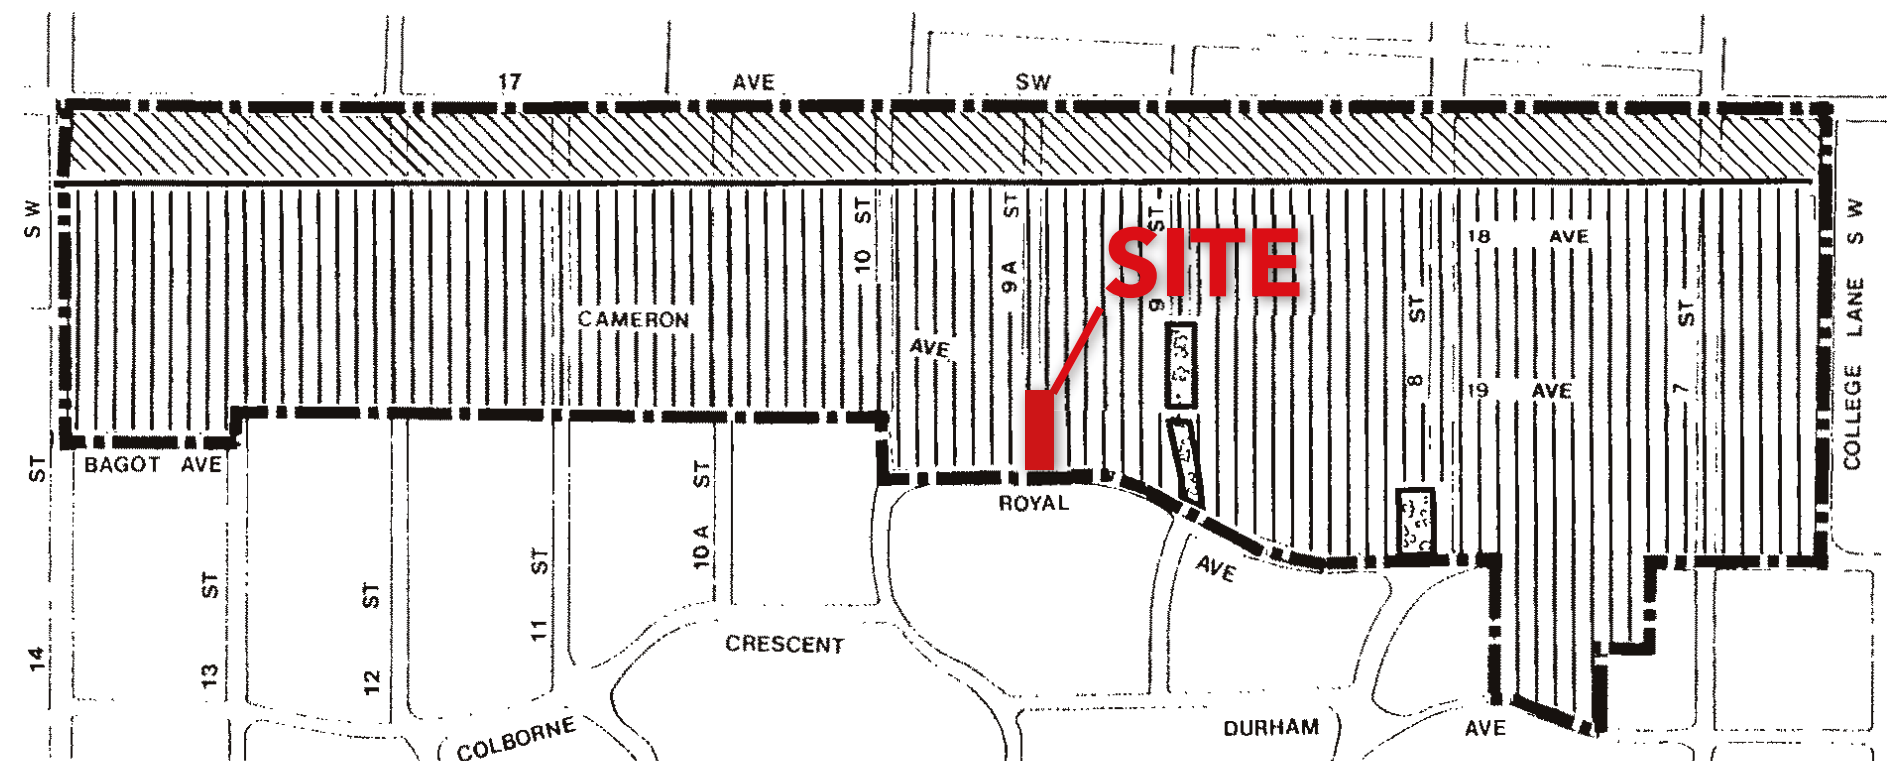 17 AVE SW
SW
14 ST
SITE
10 ST
9A ST
9 ST
18 AVE
CAMERON AVE
8 ST
7 ST
19 AVE
COLLEGE LANE SW
BAGOT AVE
ROYAL AVE
13 ST
12 ST
11 ST
10A ST
CRESCENT
COLBORNE
DURHAM AVE